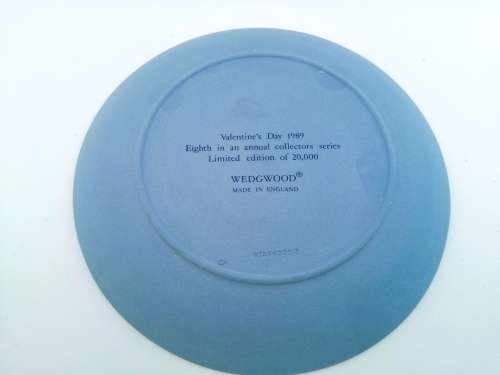 Valentine's Day 1989
Eighth in an annual collectors series
Limited edition of 20,000
WEDGWOOD®
MADE IN ENGLAND